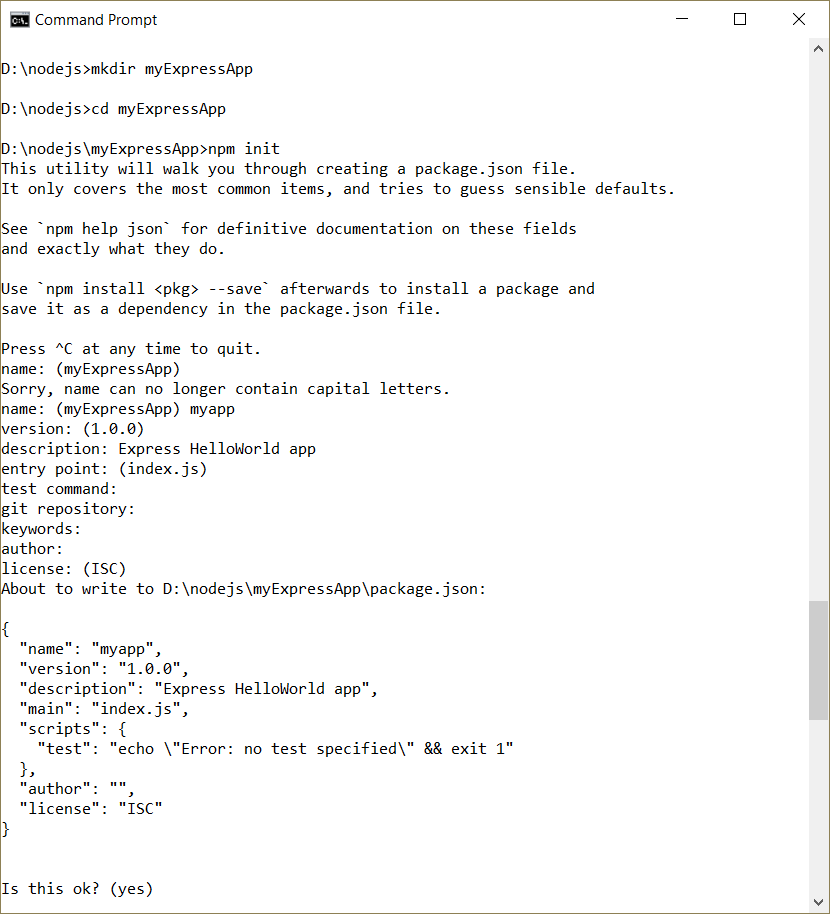 Command Prompt
D:\nodejs>mkdir myExpressApp
D:\nodejs>cd myExpressApp
D:\nodejs\myExpressApp>npm init
This utility will walk you through creating a package.json file.
It only covers the most common items, and tries to guess sensible defaults.
See `npm help json` for definitive documentation on these fields
and exactly what they do.
Use `npm install <pkg> --save` afterwards to install a package and
save it as a dependency in the package.json file.
Press ^C at any time to quit.
name: (myExpressApp)
Sorry, name can no longer contain capital letters.
name: (myExpressApp) myapp
version: (1.0.0)
description: Express HelloWorld app
entry point: (index.js)
test command:
git repository:
keywords:
author:
license: (ISC)
About to write to D:\nodejs\myExpressApp\package.json:
{
  "name": "myapp",
  "version": "1.0.0",
  "description": "Express HelloWorld app",
  "main": "index.js",
  "scripts": {
    "test": "echo \"Error: no test specified\" && exit 1"
  },
  "author": "",
  "license": "ISC"
}
Is this ok? (yes)